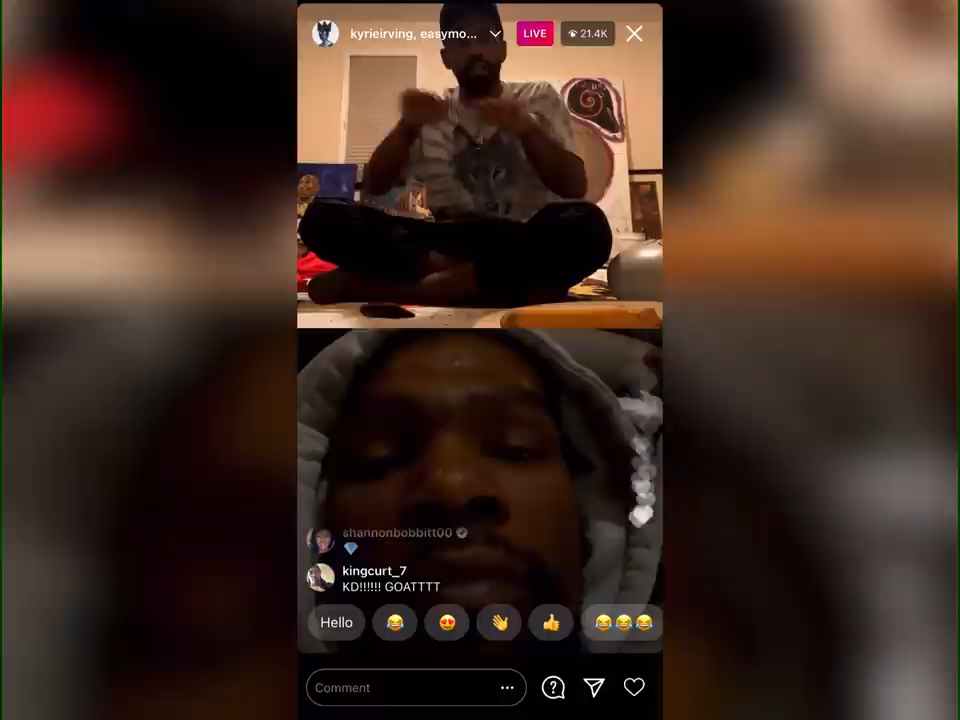 kyrieirving, easymo...
LIVE
21.4K
shannonbobbitt00
kingcurt_7
KD!!!!!! GOATTTT
Hello
Comment